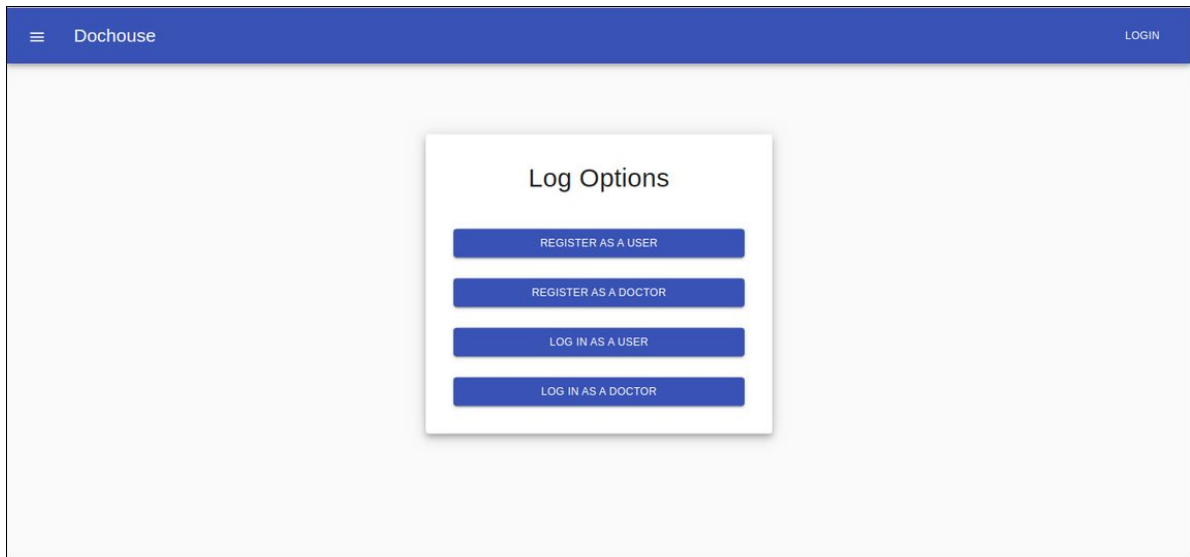 Dochouse
LOGIN
Log Options
REGISTER AS A USER
REGISTER AS A DOCTOR
LOG IN AS A USER
LOG IN AS A DOCTOR